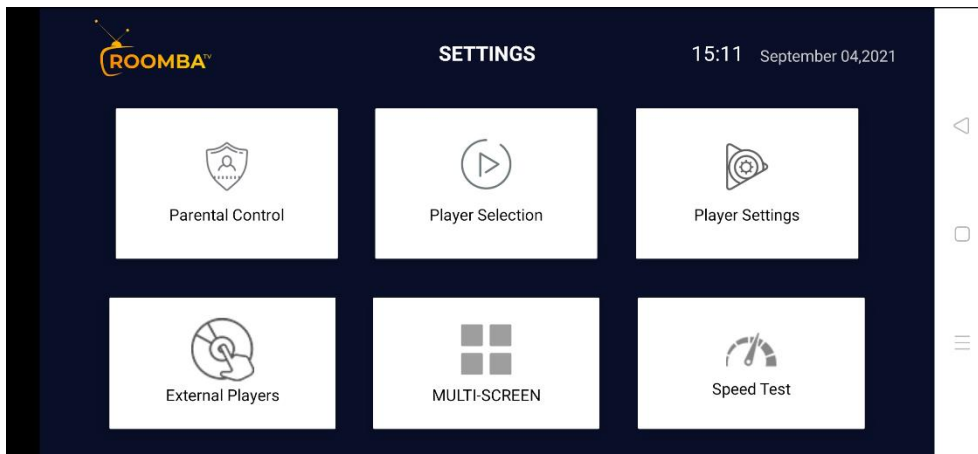 ROOMBA TV
SETTINGS
15:11 September 04,2021
Parental Control
Player Selection
Player Settings
External Players
MULTI-SCREEN
Speed Test